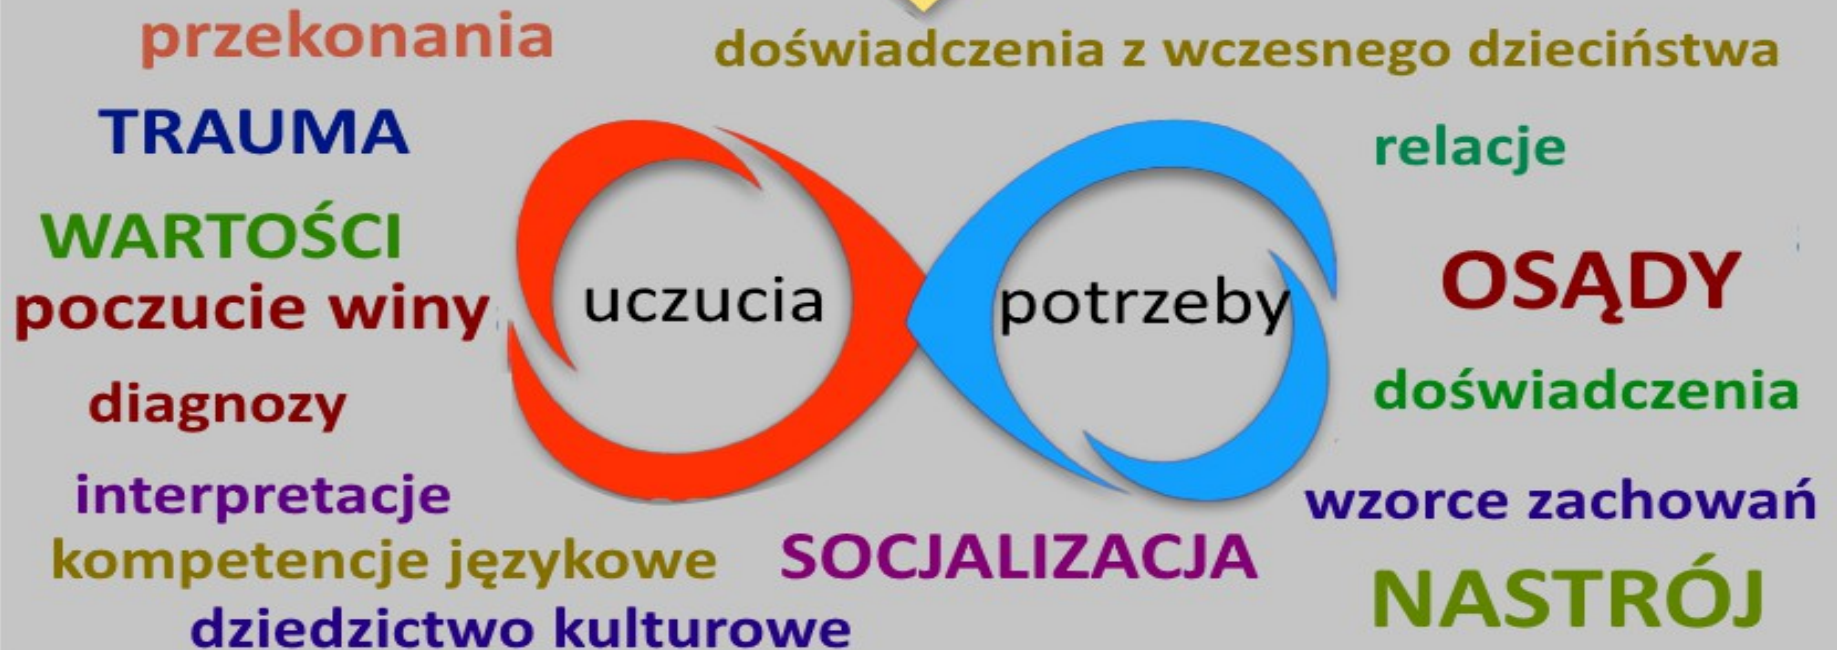 przekonania
doświadczenia z wczesnego dzieciństwa
TRAUMA
relacje
WARTOŚCI
OSĄDY
poczucie winy
uczucia
potrzeby
diagnozy
doświadczenia
interpretacje
wzorce zachowań
kompetencje językowe
SOCJALIZACJA
NASTRÓJ
dziedzictwo kulturowe